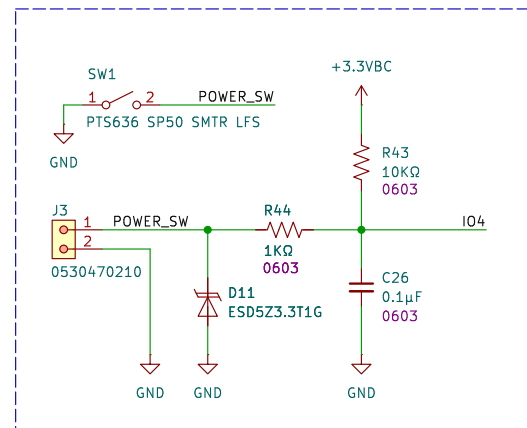 SW1
1 2 POWER_SW
PTS636 SP50 SMTR LFS
GND
+3.3VBC
R43
10KΩ
0603
J3
1 POWER_SW
2
0530470210
R44
1KΩ
0603
IO4
D11
ESD5Z3.3T1G
C26
0.1µF
0603
GND
GND
GND